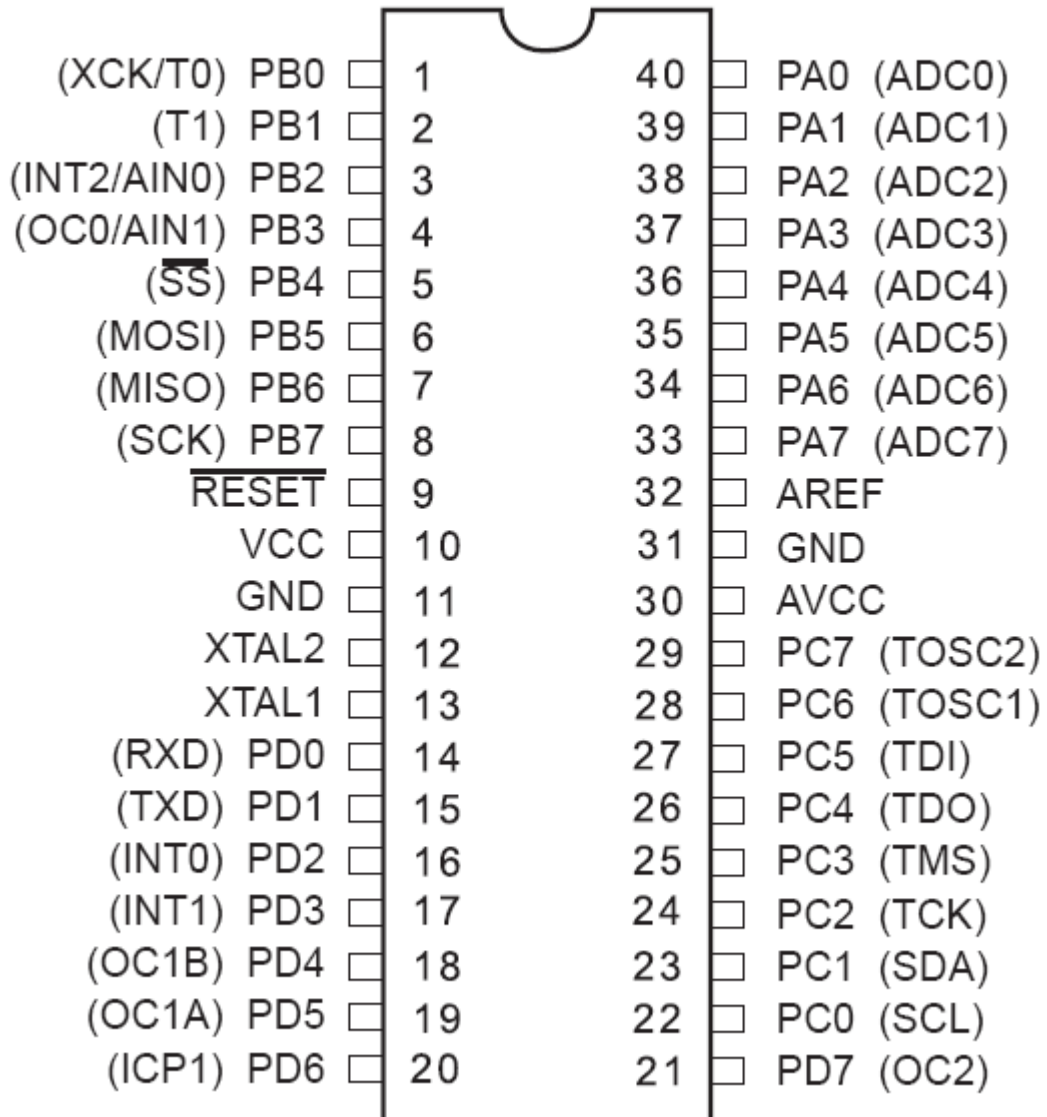 (XCK/T0) PB0 1 40 PA0 (ADC0)
(T1) PB1 2 39 PA1 (ADC1)
(INT2/AIN0) PB2 3 38 PA2 (ADC2)
(OC0/AIN1) PB3 4 37 PA3 (ADC3)
(S̅S̅) PB4 5 36 PA4 (ADC4)
(MOSI) PB5 6 35 PA5 (ADC5)
(MISO) PB6 7 34 PA6 (ADC6)
(SCK) PB7 8 33 PA7 (ADC7)
R̅E̅S̅E̅T̅ 9 32 AREF
VCC 10 31 GND
GND 11 30 AVCC
XTAL2 12 29 PC7 (TOSC2)
XTAL1 13 28 PC6 (TOSC1)
(RXD) PD0 14 27 PC5 (TDI)
(TXD) PD1 15 26 PC4 (TDO)
(INT0) PD2 16 25 PC3 (TMS)
(INT1) PD3 17 24 PC2 (TCK)
(OC1B) PD4 18 23 PC1 (SDA)
(OC1A) PD5 19 22 PC0 (SCL)
(ICP1) PD6 20 21 PD7 (OC2)